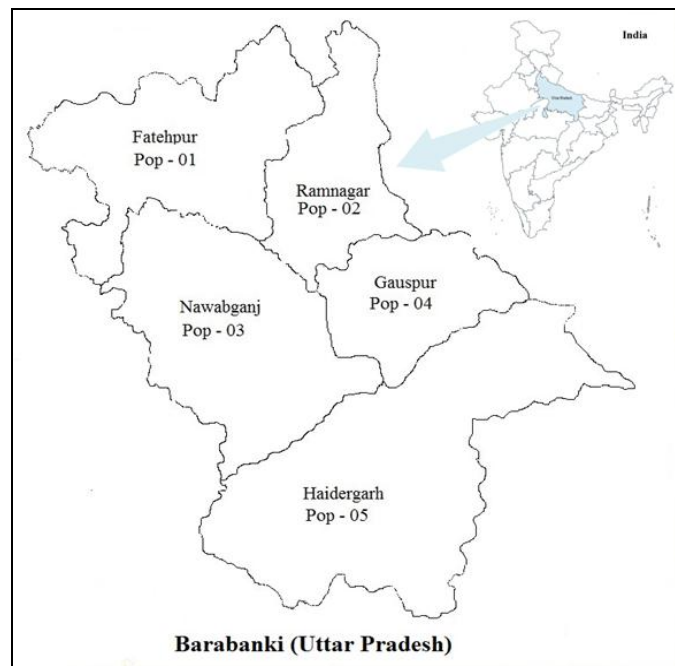 India
Fatehpur
Pop - 01
Ramnagar
Pop - 02
Gauspur
Pop - 04
Nawabganj
Pop - 03
Haidergarh
Pop - 05
Barabanki (Uttar Pradesh)